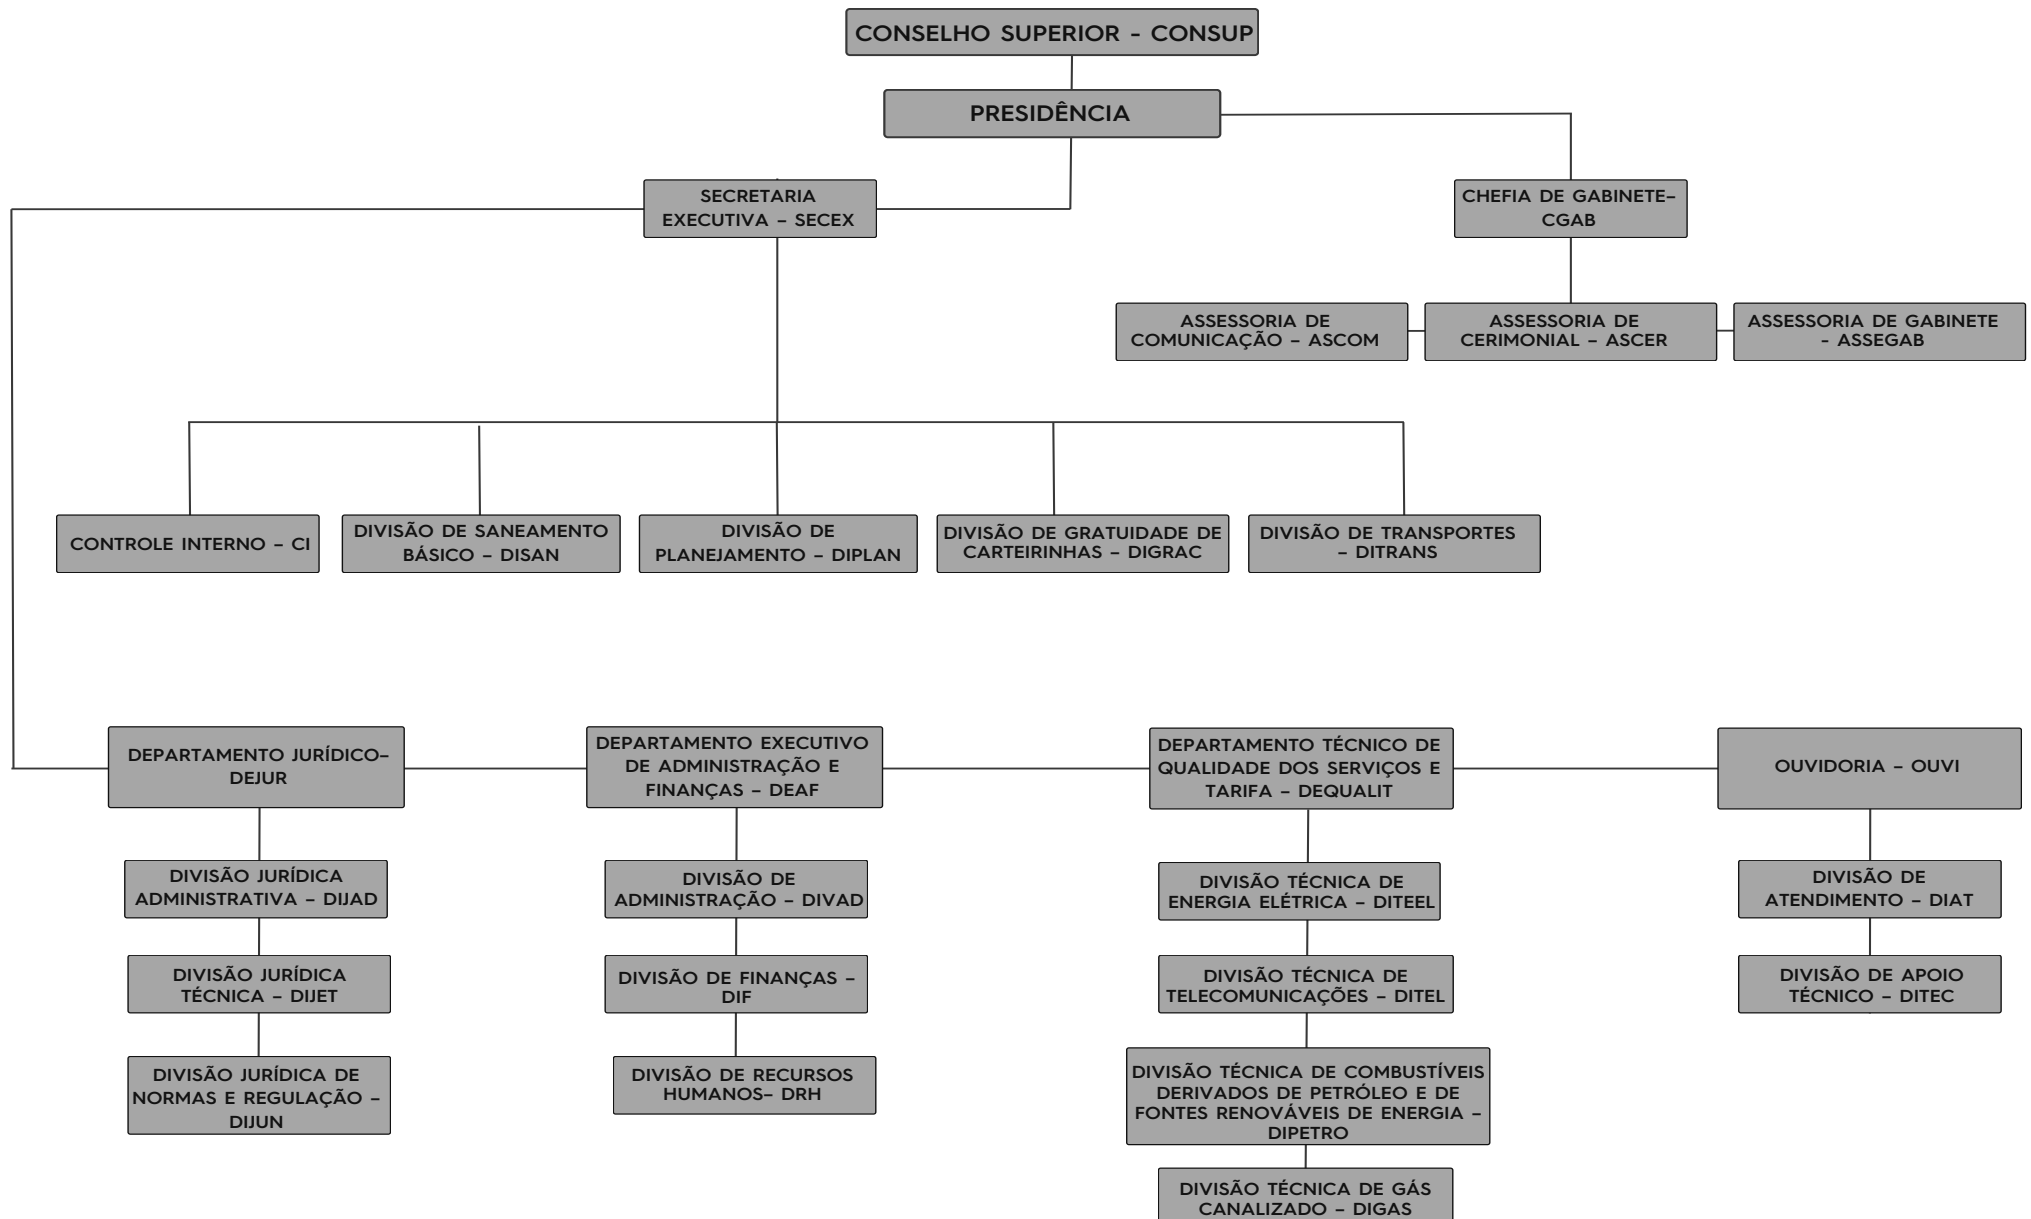 CONSELHO SUPERIOR - CONSUP
PRESIDÊNCIA
SECRETARIA
EXECUTIVA – SECEX
CHEFIA DE GABINETE–
CGAB
ASSESSORIA DE
COMUNICAÇÃO – ASCOM
ASSESSORIA DE
CERIMONIAL – ASCER
ASSESSORIA DE GABINETE
- ASSEGAB
CONTROLE INTERNO – CI
DIVISÃO DE SANEAMENTO
BÁSICO – DISAN
DIVISÃO DE
PLANEJAMENTO – DIPLAN
DIVISÃO DE GRATUIDADE DE
CARTEIRINHAS – DIGRAC
DIVISÃO DE TRANSPORTES
– DITRANS
DEPARTAMENTO JURÍDICO–
DEJUR
DEPARTAMENTO EXECUTIVO
DE ADMINISTRAÇÃO E
FINANÇAS – DEAF
DEPARTAMENTO TÉCNICO DE
QUALIDADE DOS SERVIÇOS E
TARIFA – DEQUALIT
OUVIDORIA – OUVI
DIVISÃO JURÍDICA
ADMINISTRATIVA – DIJAD
DIVISÃO DE
ADMINISTRAÇÃO – DIVAD
DIVISÃO TÉCNICA DE
ENERGIA ELÉTRICA – DITEEL
DIVISÃO DE
ATENDIMENTO – DIAT
DIVISÃO JURÍDICA
TÉCNICA – DIJET
DIVISÃO DE FINANÇAS –
DIF
DIVISÃO TÉCNICA DE
TELECOMUNICAÇÕES – DITEL
DIVISÃO DE APOIO
TÉCNICO – DITEC
DIVISÃO JURÍDICA DE
NORMAS E REGULAÇÃO –
DIJUN
DIVISÃO DE RECURSOS
HUMANOS– DRH
DIVISÃO TÉCNICA DE COMBUSTÍVEIS
DERIVADOS DE PETRÓLEO E DE
FONTES RENOVÁVEIS DE ENERGIA –
DIPETRO
DIVISÃO TÉCNICA DE GÁS
CANALIZADO – DIGAS